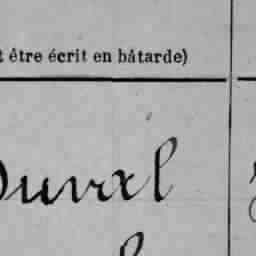 t être écrit en bâtarde)
Duval